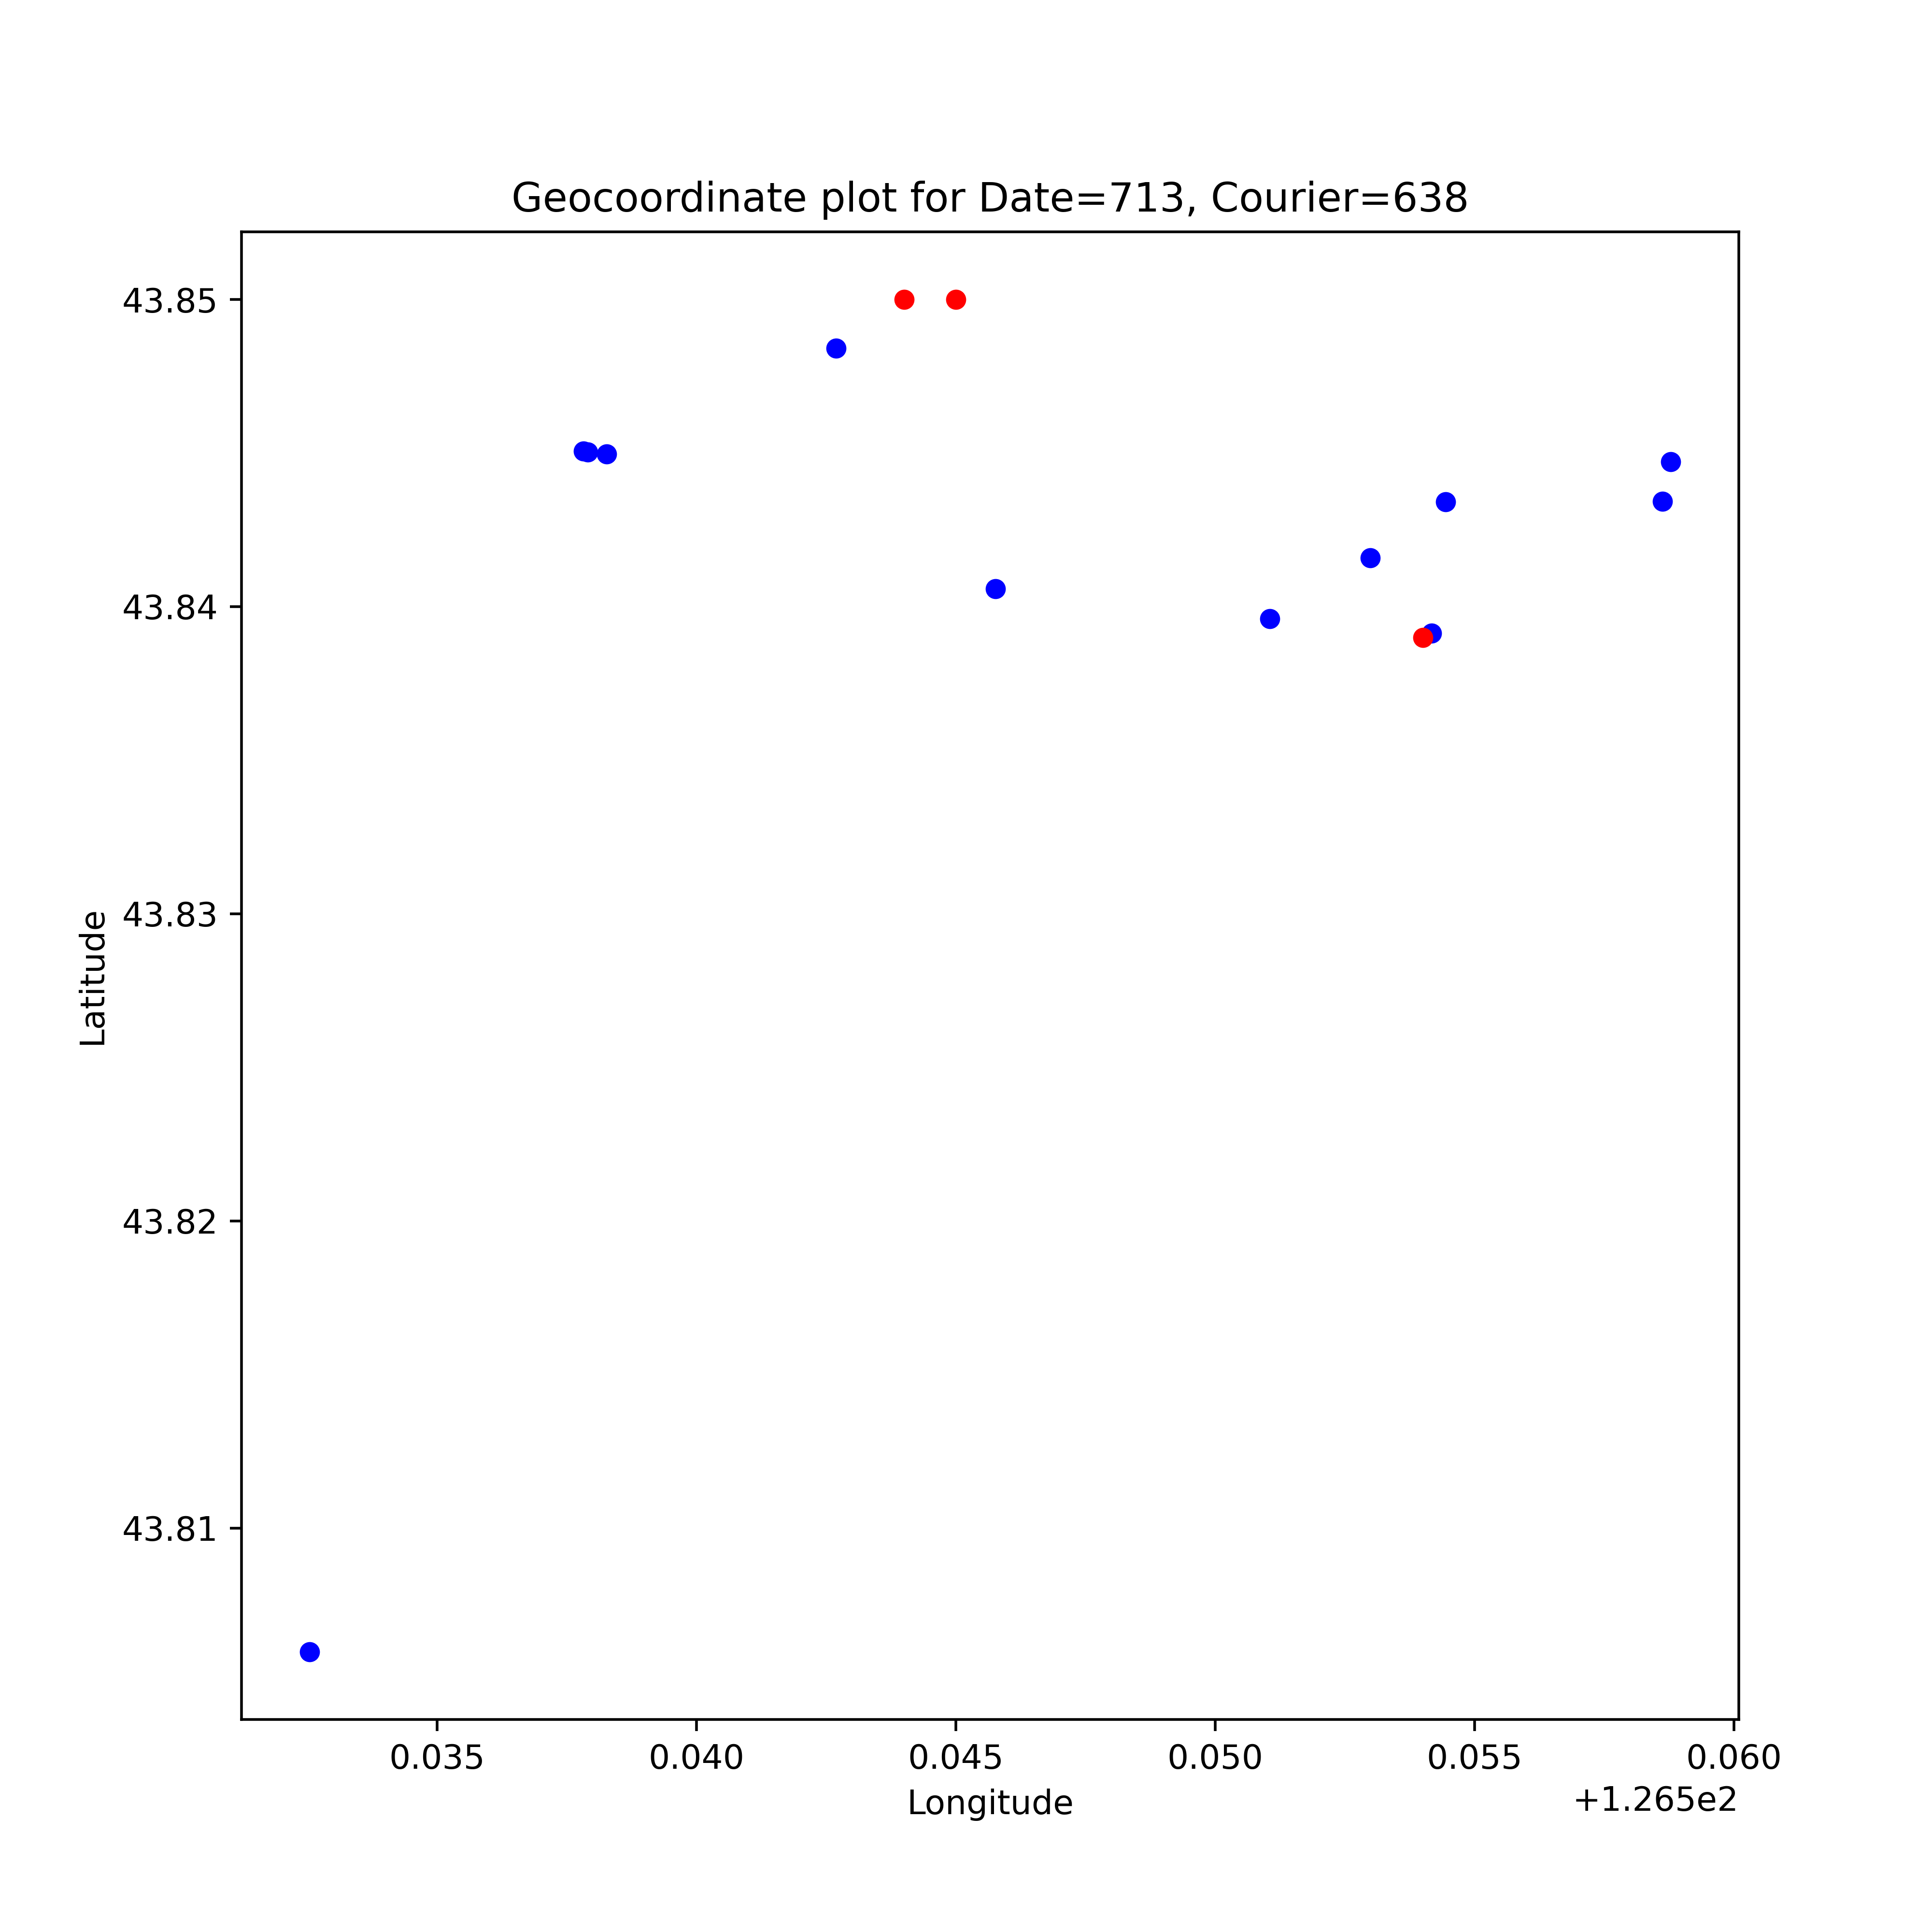 Geocoordinate plot for Date=713, Courier=638
43.85
43.84
43.83
43.82
43.81
Latitude
0.035 0.040 0.045 0.050 0.055 0.060
+1.265e2
Longitude